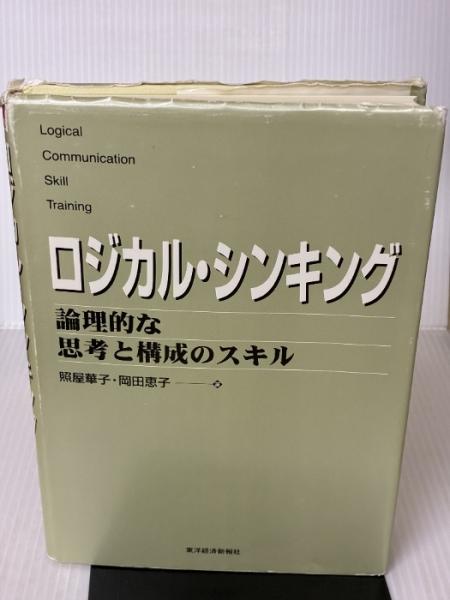 Logical
Communication
Skill
Training
ロジカル・シンキング
論理的な
思考と構成のスキル
照屋華子・岡田恵子
東洋経済新報社